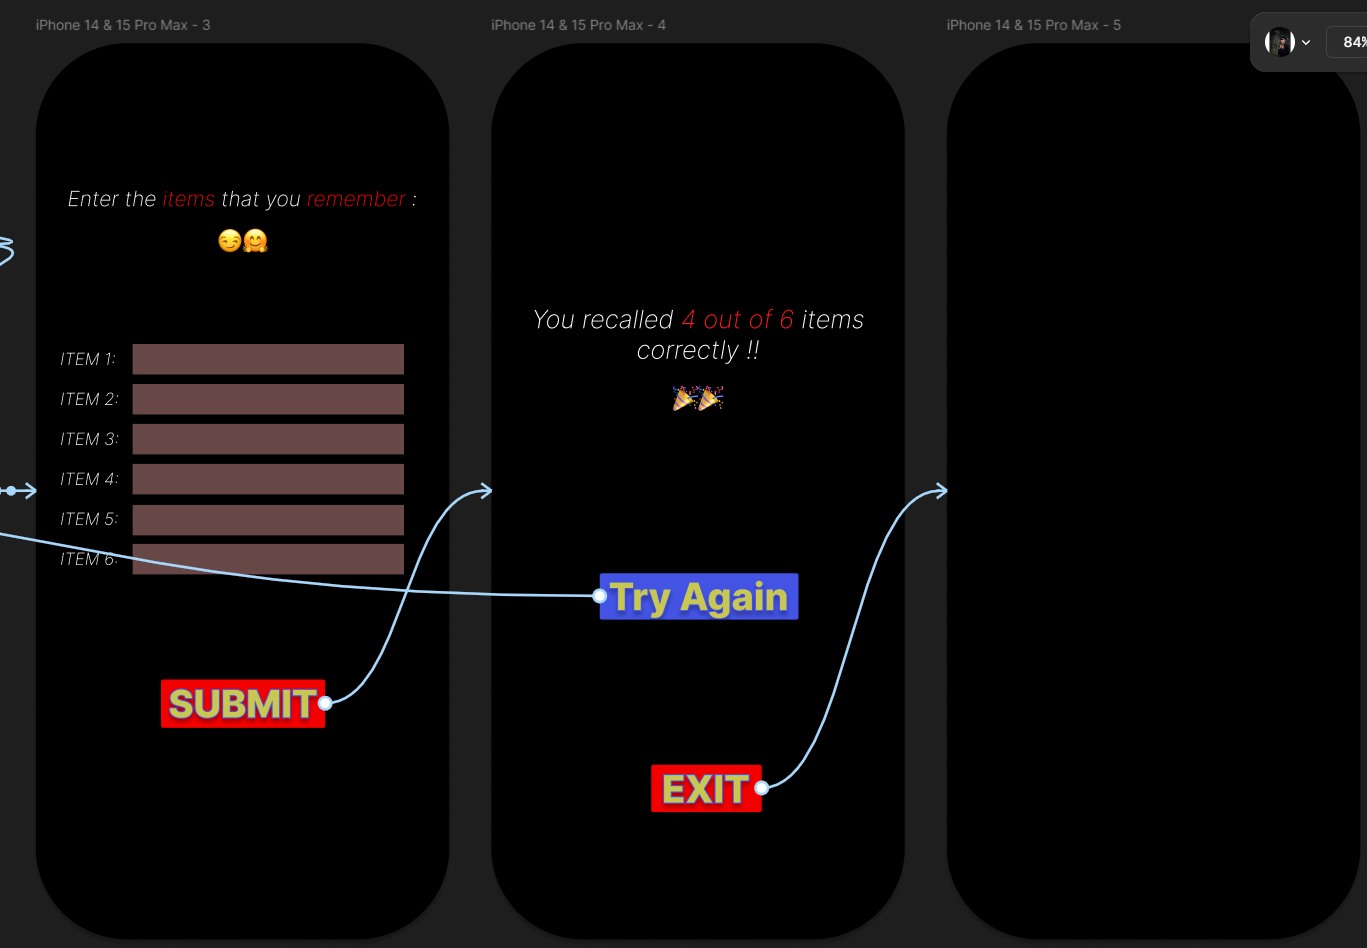 iPhone 14 & 15 Pro Max - 3
Enter the items that you remember :
ITEM 1:
ITEM 2:
ITEM 3:
ITEM 4:
ITEM 5:
ITEM 6:
SUBMIT
iPhone 14 & 15 Pro Max - 4
You recalled 4 out of 6 items
correctly !!
Try Again
EXIT
iPhone 14 & 15 Pro Max - 5
84%